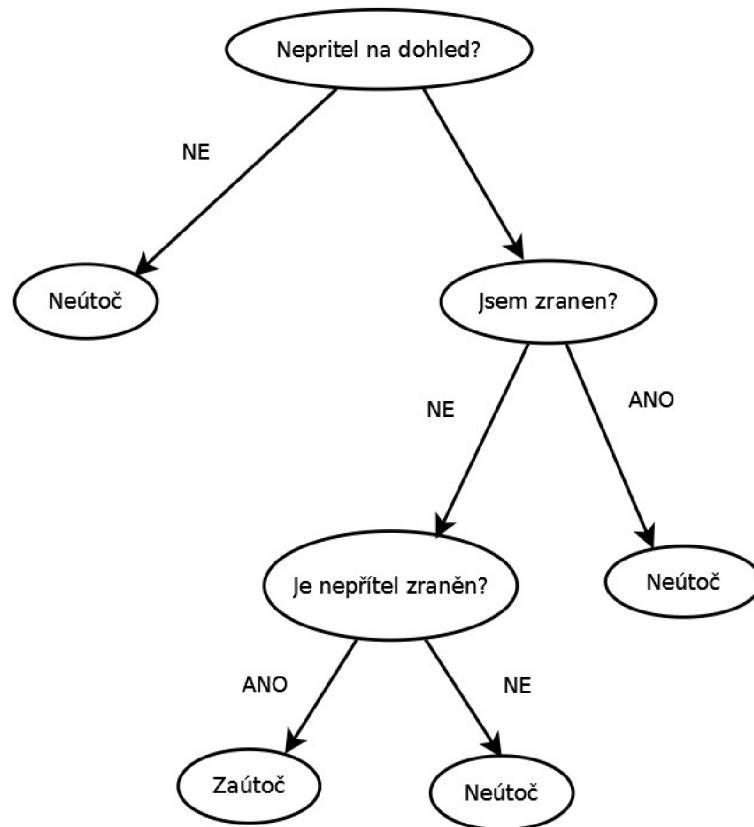 Nepritel na dohled?
NE
Neútoč
Jsem zranen?
NE
ANO
Je nepřítel zraněn?
Neútoč
ANO
NE
Zaútoč
Neútoč